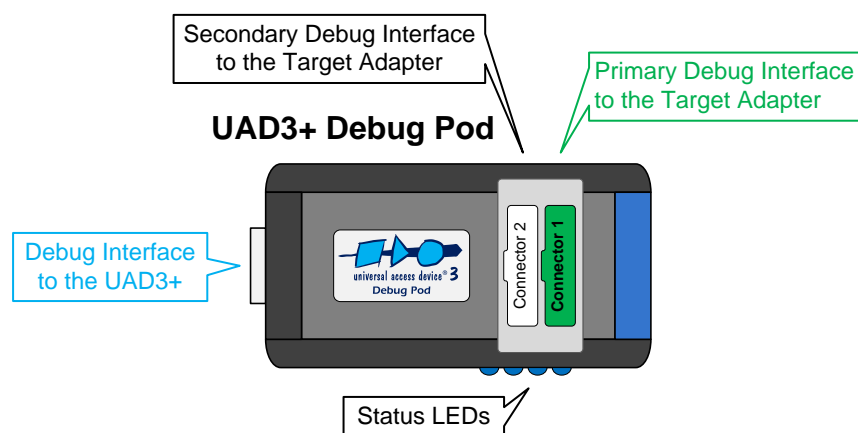 Secondary Debug Interface
to the Target Adapter
Primary Debug Interface
to the Target Adapter
UAD3+ Debug Pod
Debug Interface
to the UAD3+
universal access device® 3
Debug Pod
Connector 2
Connector 1
Status LEDs